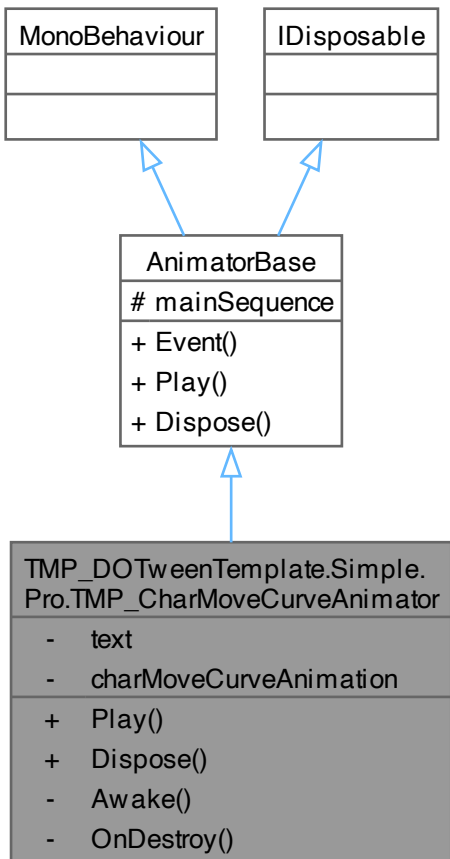 MonoBehaviour
IDisposable
AnimatorBase
# mainSequence
+ Event()
+ Play()
+ Dispose()
TMP_DOTweenTemplate.Simple.
Pro.TMP_CharMoveCurveAnimator
- text
- charMoveCurveAnimation
+ Play()
+ Dispose()
- Awake()
- OnDestroy()